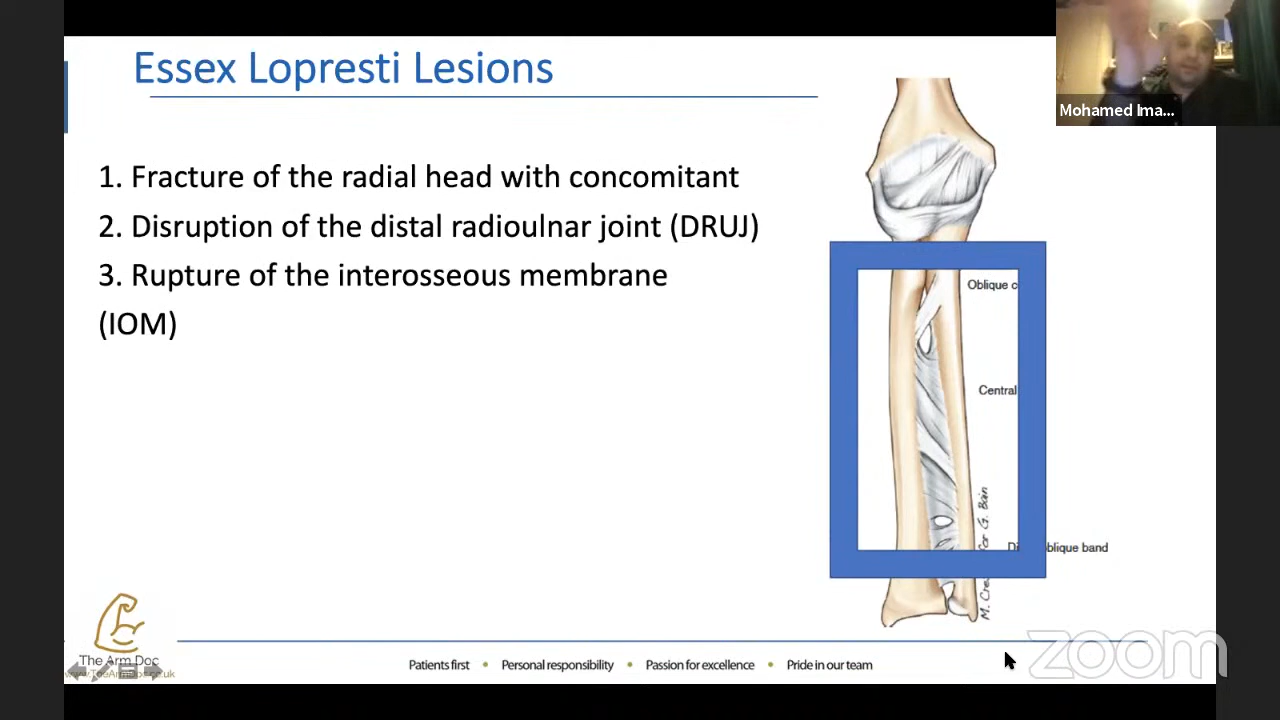 Essex Lopresti Lesions
Mohamed Ima...
1. Fracture of the radial head with concomitant
2. Disruption of the distal radioulnar joint (DRUJ)
3. Rupture of the interosseous membrane
(IOM)
Oblique c
Central
blique band
for G. Bain
The Arm Doc
Patients first • Personal responsibility • Passion for excellence • Pride in our team
zoom